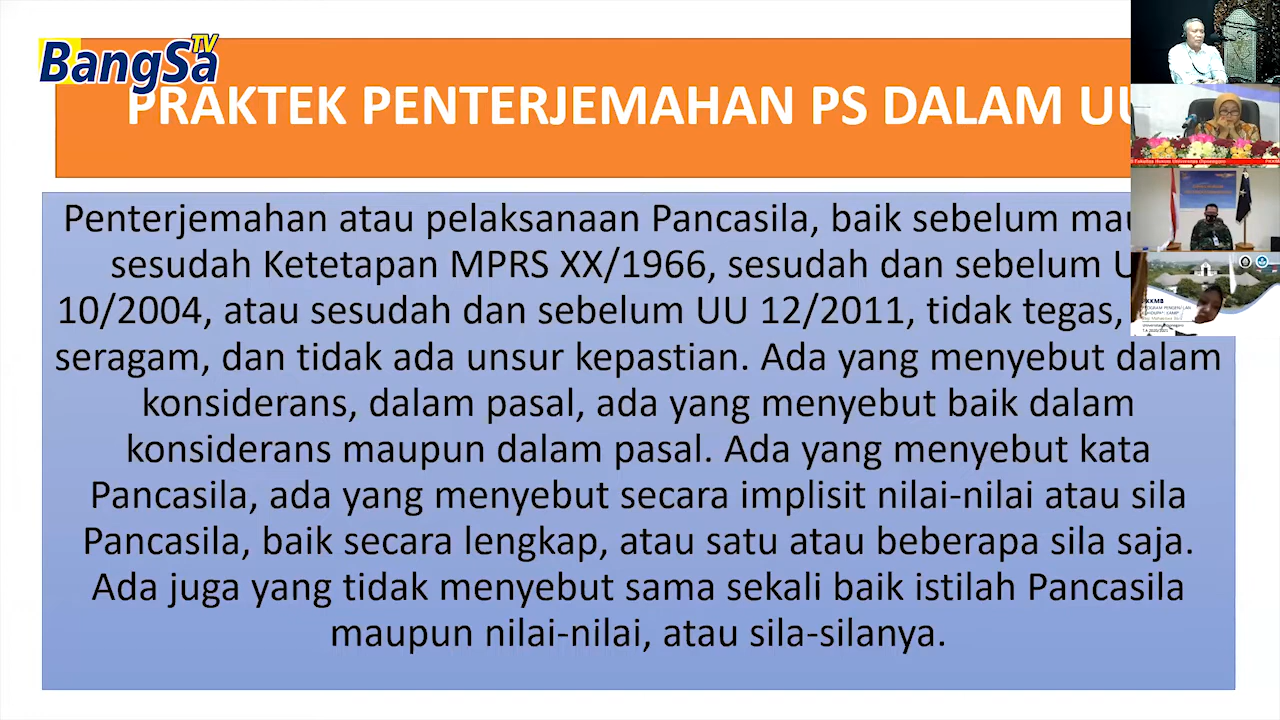 BangSa TV
PRAKTEK PENTERJEMAHAN PS DALAM UU
Penterjemahan atau pelaksanaan Pancasila, baik sebelum
sesudah Ketetapan MPRS XX/1966, sesudah dan sebelum
10/2004, atau sesudah dan sebelum UU 12/2011, tidak tegas,
seragam, dan tidak ada unsur kepastian. Ada yang menyebut dalam
konsiderans, dalam pasal, ada yang menyebut baik dalam
konsiderans maupun dalam pasal. Ada yang menyebut kata
Pancasila, ada yang menyebut secara implisit nilai-nilai atau sila
Pancasila, baik secara lengkap, atau satu atau beberapa sila saja.
Ada juga yang tidak menyebut sama sekali baik istilah Pancasila
maupun nilai-nilai, atau sila-silanya.